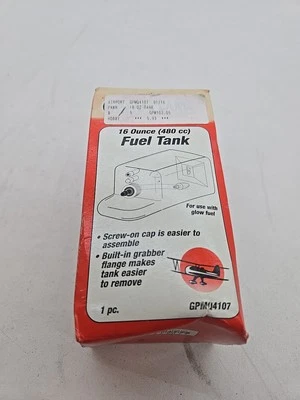 GPMQ4107
16 Ounce (480 cc)
Fuel Tank
For use with
glow fuel
• Screw-on cap is easier to
assemble
• Built-in grabber
flange makes
tank easier
to remove
1 pc.
GPMQ4107